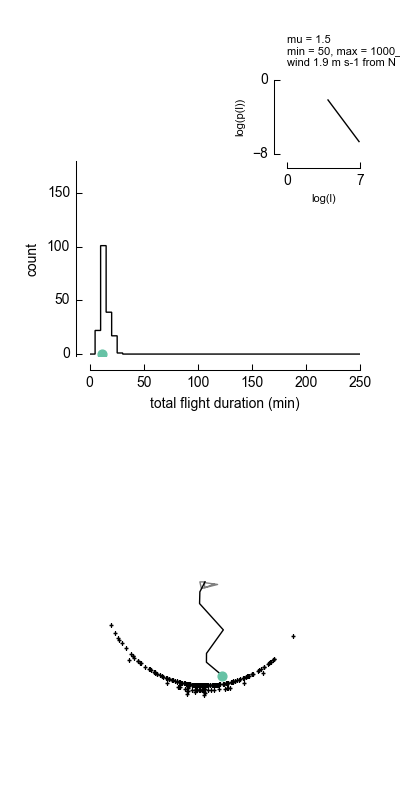 mu = 1.5
min = 50, max = 1000_
wind 1.9 m s-1 from N
0
log(p(l))
−8
0 7
log(l)
150
100
count
50
0
0 50 100 150 200 250
total flight duration (min)